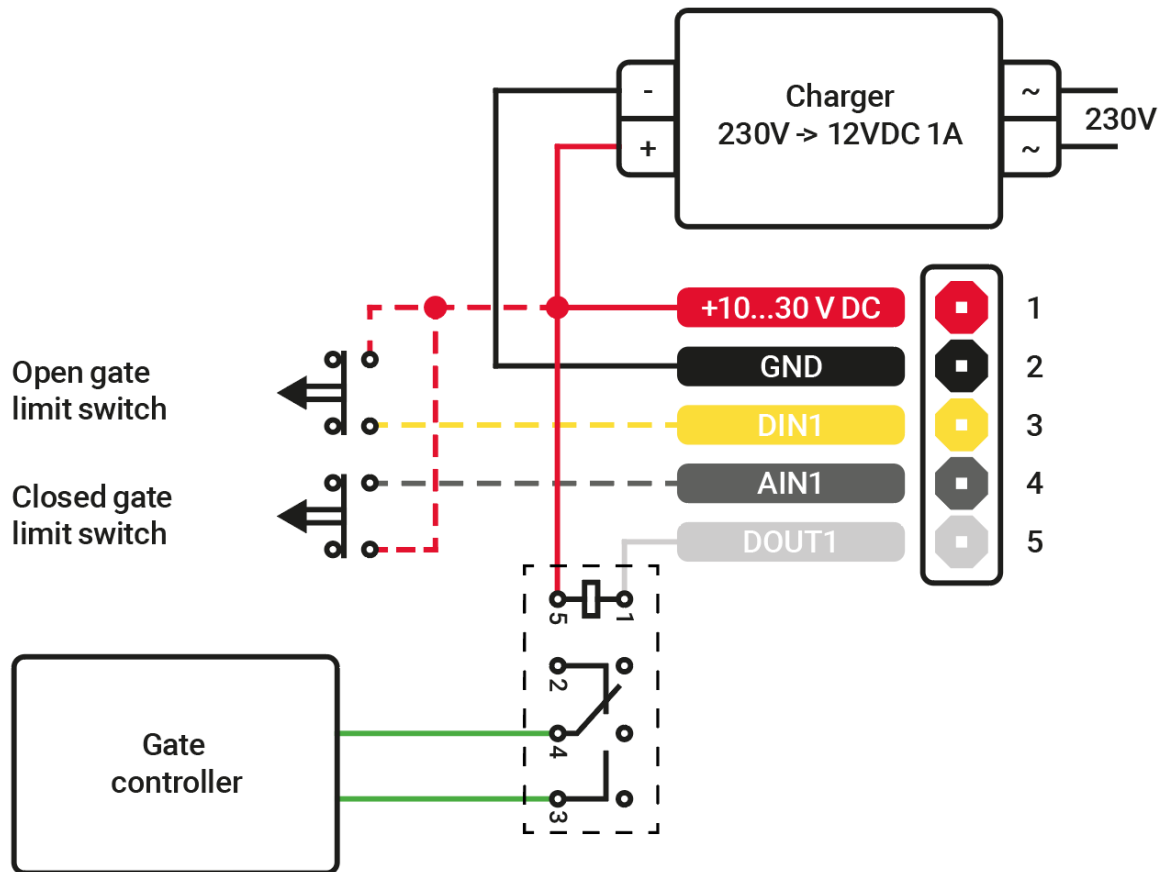 Charger
230V -> 12VDC 1A
-
+
~
~
230V
+10...30 V DC
1
GND
2
DIN1
3
AIN1
4
DOUT1
5
Open gate
limit switch
Closed gate
limit switch
5
1
2
4
3
Gate
controller